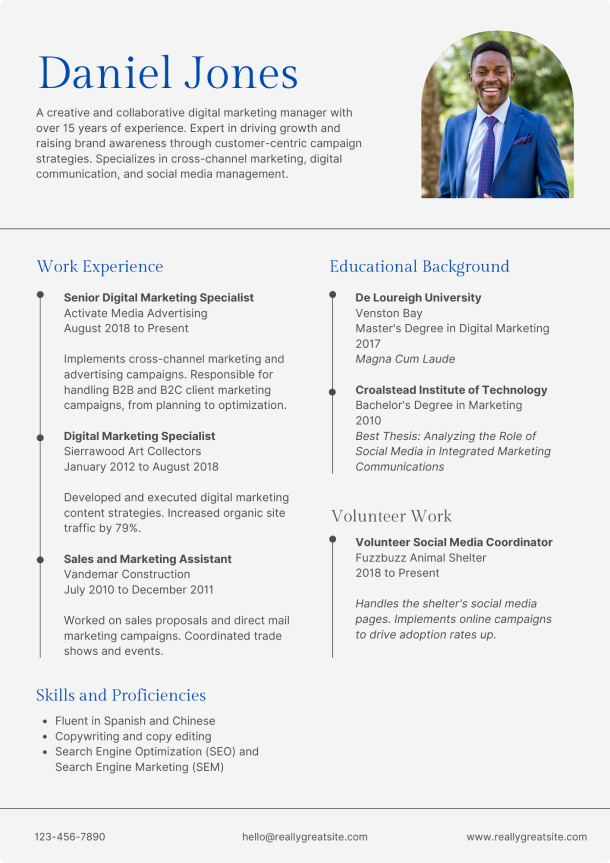 Daniel Jones
A creative and collaborative digital marketing manager with
over 15 years of experience. Expert in driving growth and
raising brand awareness through customer-centric campaign
strategies. Specializes in cross-channel marketing, digital
communication, and social media management.
Work Experience
Senior Digital Marketing Specialist
Activate Media Advertising
August 2018 to Present
Implements cross-channel marketing and
advertising campaigns. Responsible for
handling B2B and B2C client marketing
campaigns, from planning to optimization.
Digital Marketing Specialist
Sierrawood Art Collectors
January 2012 to August 2018
Developed and executed digital marketing
content strategies. Increased organic site
traffic by 79%.
Sales and Marketing Assistant
Vandemar Construction
July 2010 to December 2011
Worked on sales proposals and direct mail
marketing campaigns. Coordinated trade
shows and events.
Skills and Proficiencies
• Fluent in Spanish and Chinese
• Copywriting and copy editing
• Search Engine Optimization (SEO) and
Search Engine Marketing (SEM)
Educational Background
De Loureigh University
Venston Bay
Master's Degree in Digital Marketing
2017
Magna Cum Laude
Croalstead Institute of Technology
Bachelor's Degree in Marketing
2010
Best Thesis: Analyzing the Role of
Social Media in Integrated Marketing
Communications
Volunteer Work
Volunteer Social Media Coordinator
Fuzzbuzz Animal Shelter
2018 to Present
Handles the shelter's social media
pages. Implements online campaigns
to drive adoption rates up.
123-456-7890
hello@reallygreatsite.com
www.reallygreatsite.com